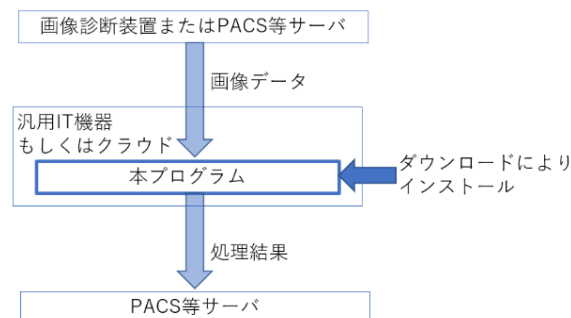 画像診断装置またはPACS等サーバ
画像データ
汎用IT機器
もしくはクラウド
本プログラム
ダウンロードにより
インストール
処理結果
PACS等サーバ